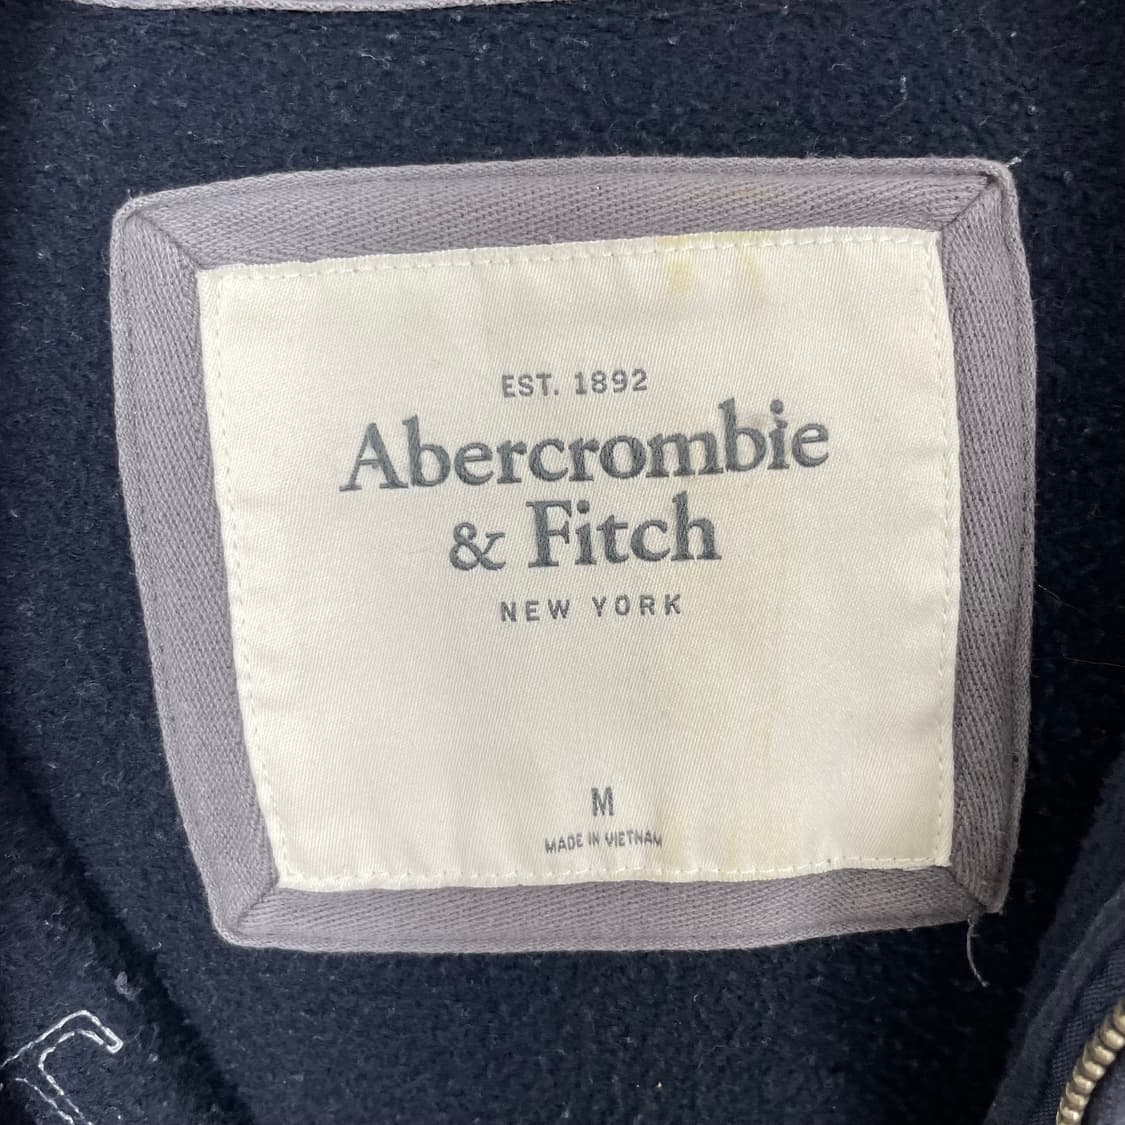 EST. 1892
Abercrombie
& Fitch
NEW YORK
M
MADE IN VIETNAM